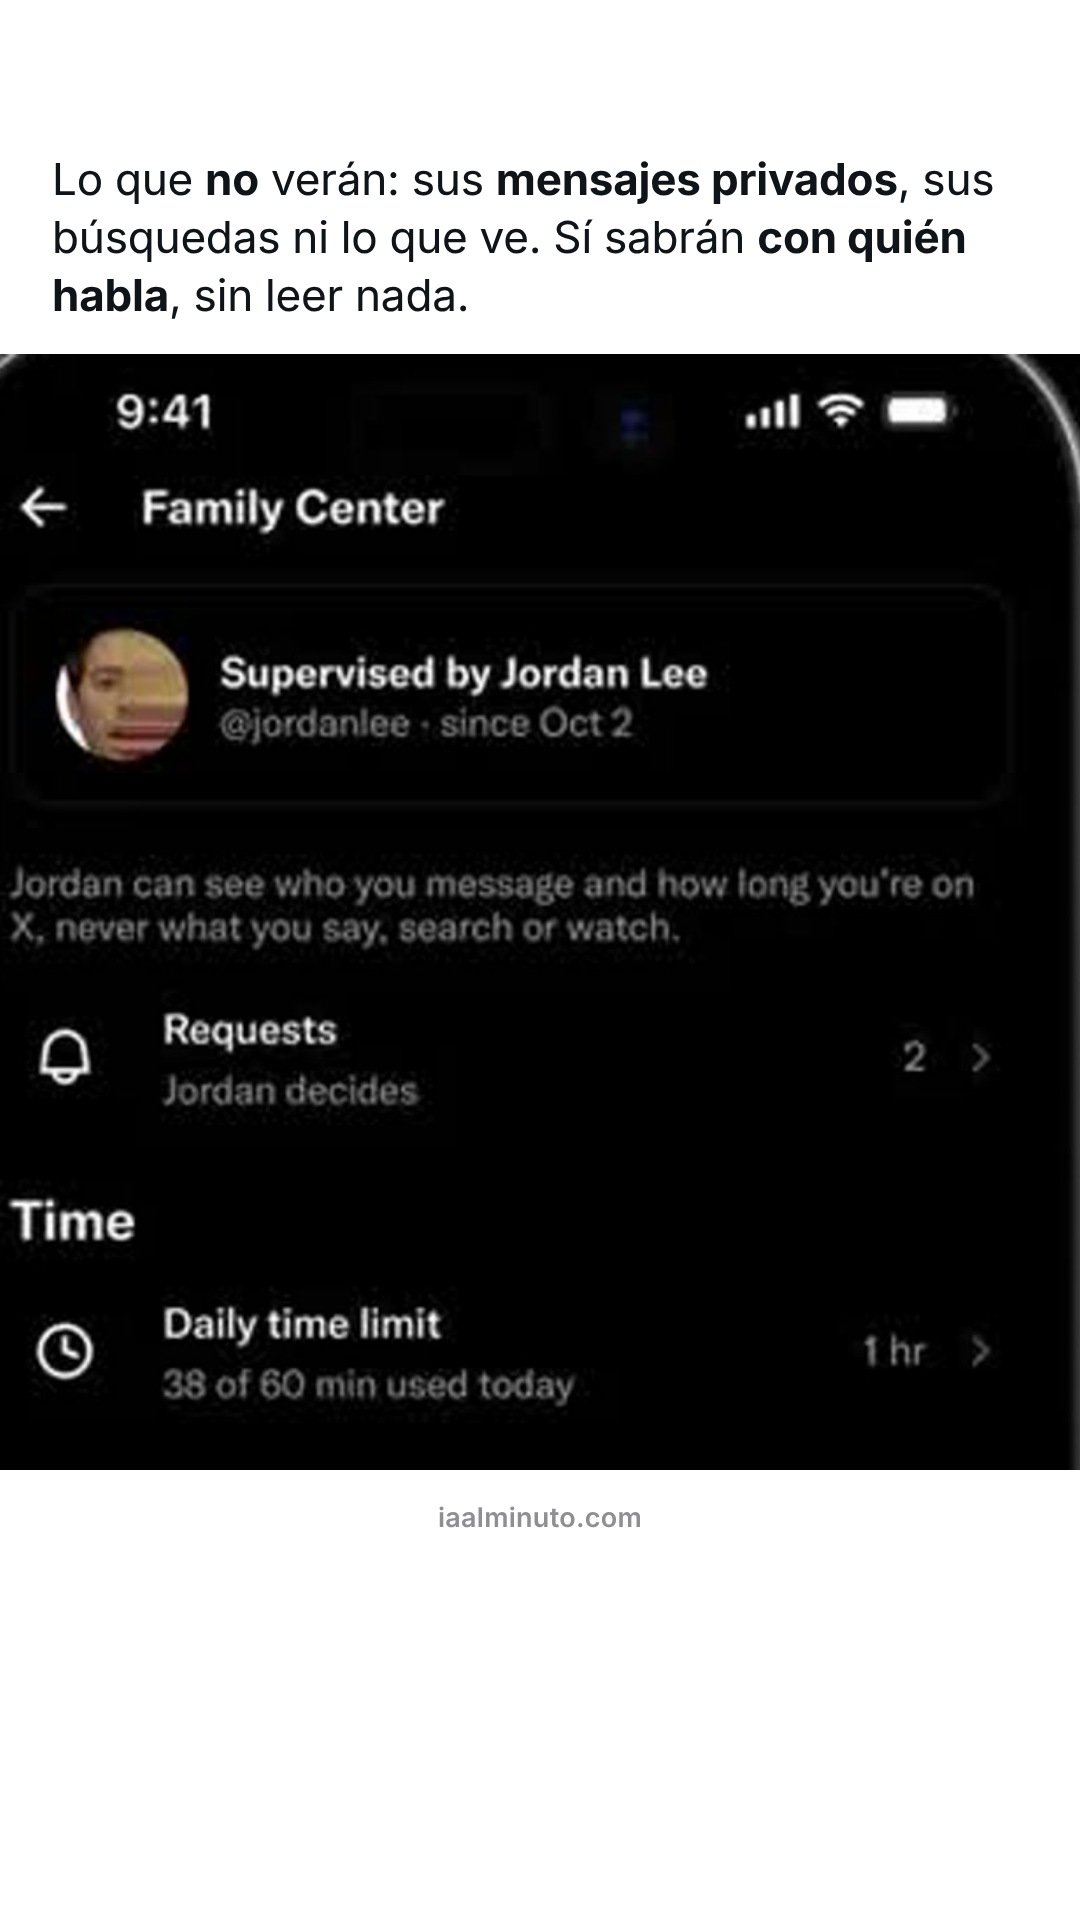 Lo que no verán: sus mensajes privados, sus
búsquedas ni lo que ve. Sí sabrán con quién
habla, sin leer nada.
9:41
Family Center
Supervised by Jordan Lee
@jordanlee · since Oct 2
Jordan can see who you message and how long you're on
X, never what you say, search or watch.
Requests
2
Jordan decides
Time
Daily time limit
1 hr
38 of 60 min used today
iaalminuto.com